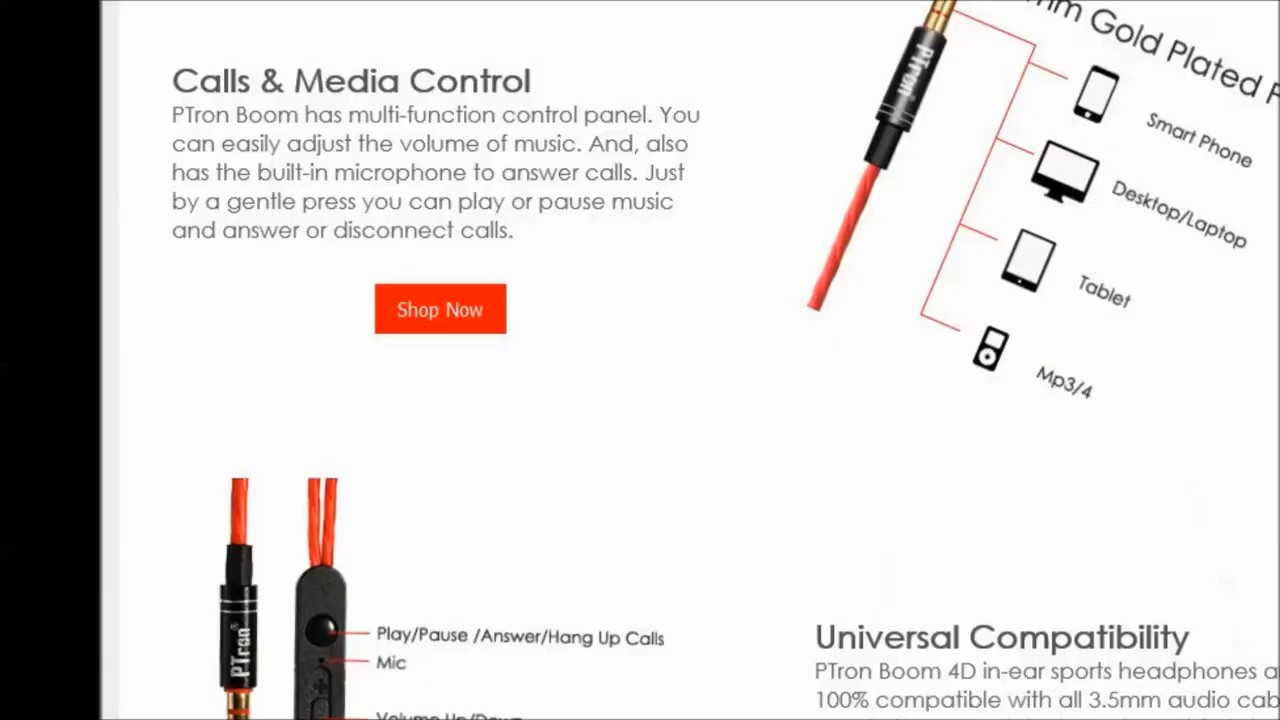 Calls & Media Control
PTron Boom has multi-function control panel. You
can easily adjust the volume of music. And, also
has the built-in microphone to answer calls. Just
by a gentle press you can play or pause music
and answer or disconnect calls.
Shop Now
PTron
mm Gold Plated
Smart Phone
Desktop/Laptop
Tablet
Mp3/4
PTron®
Play/Pause /Answer/Hang Up Calls
Mic
Volume Up/Down
Universal Compatibility
PTron Boom 4D in-ear sports headphones
100% compatible with all 3.5mm audio